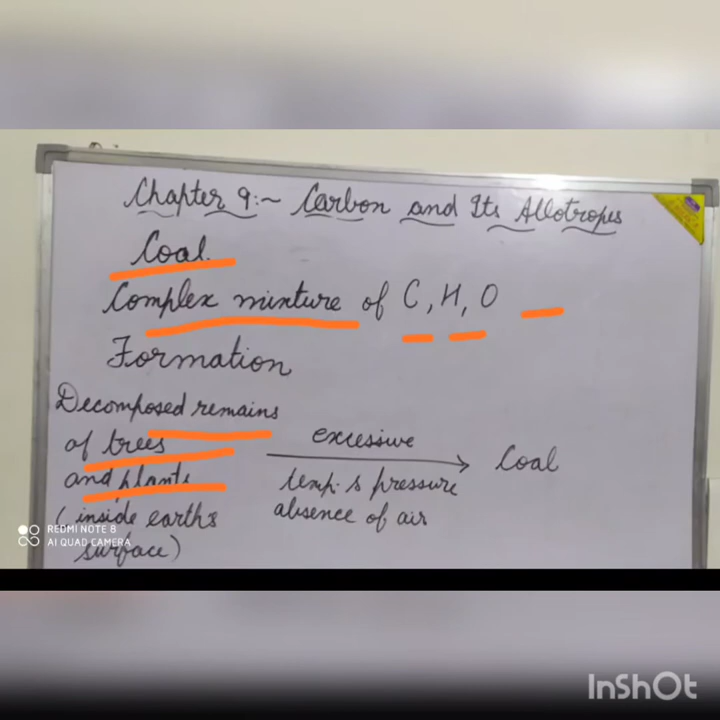 Chapter 9:~ Carbon and Its Allotropes
Coal.
Complex mixture of C, H, O
Formation
Decomposed remains
of trees
and plants
(inside earth's
surface)
excessive
temp. & pressure
absence of air
Coal
REDMI NOTE 8
AI QUAD CAMERA
InShOt